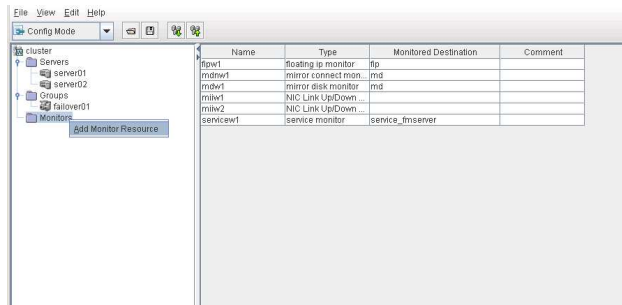 File View Edit Help
Config Mode
cluster
Servers
server01
server02
Groups
failover01
Monitors
Add Monitor Resource
Name Type Monitored Destination Comment
fipw1 floating ip monitor fip
mdnw1 mirror connect mon... md
mdw1 mirror disk monitor md
miiw1 NIC Link Up/Down ...
miiw2 NIC Link Up/Down ...
servicew1 service monitor service_fmserver